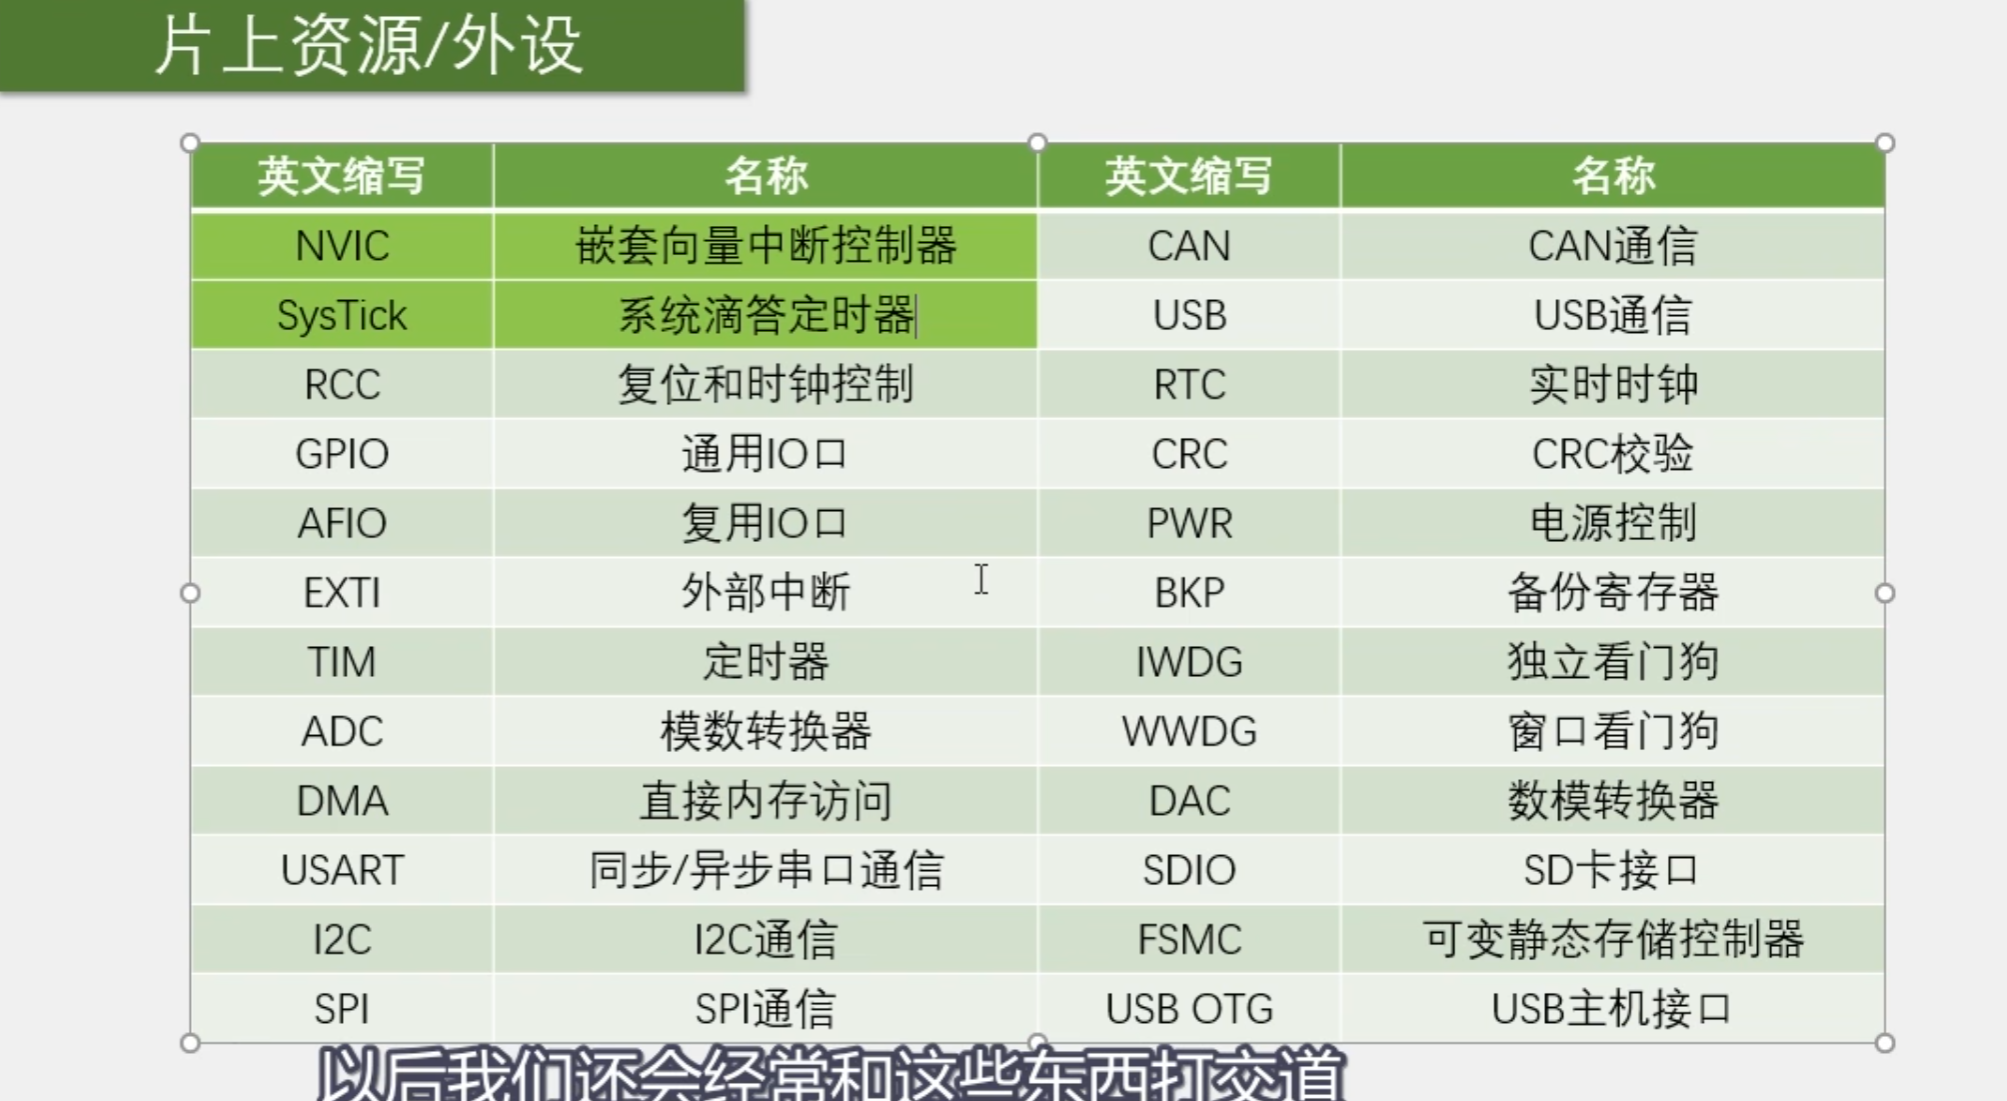 片上资源/外设
英文缩写 名称 英文缩写 名称
NVIC 嵌套向量中断控制器 CAN CAN通信
SysTick 系统滴答定时器 USB USB通信
RCC 复位和时钟控制 RTC 实时时钟
GPIO 通用IO口 CRC CRC校验
AFIO 复用IO口 PWR 电源控制
EXTI 外部中断 BKP 备份寄存器
TIM 定时器 IWDG 独立看门狗
ADC 模数转换器 WWDG 窗口看门狗
DMA 直接内存访问 DAC 数模转换器
USART 同步/异步串口通信 SDIO SD卡接口
I2C I2C通信 FSMC 可变静态存储控制器
SPI SPI通信 USB OTG USB主机接口
以后我们还会经常和这些东西打交道